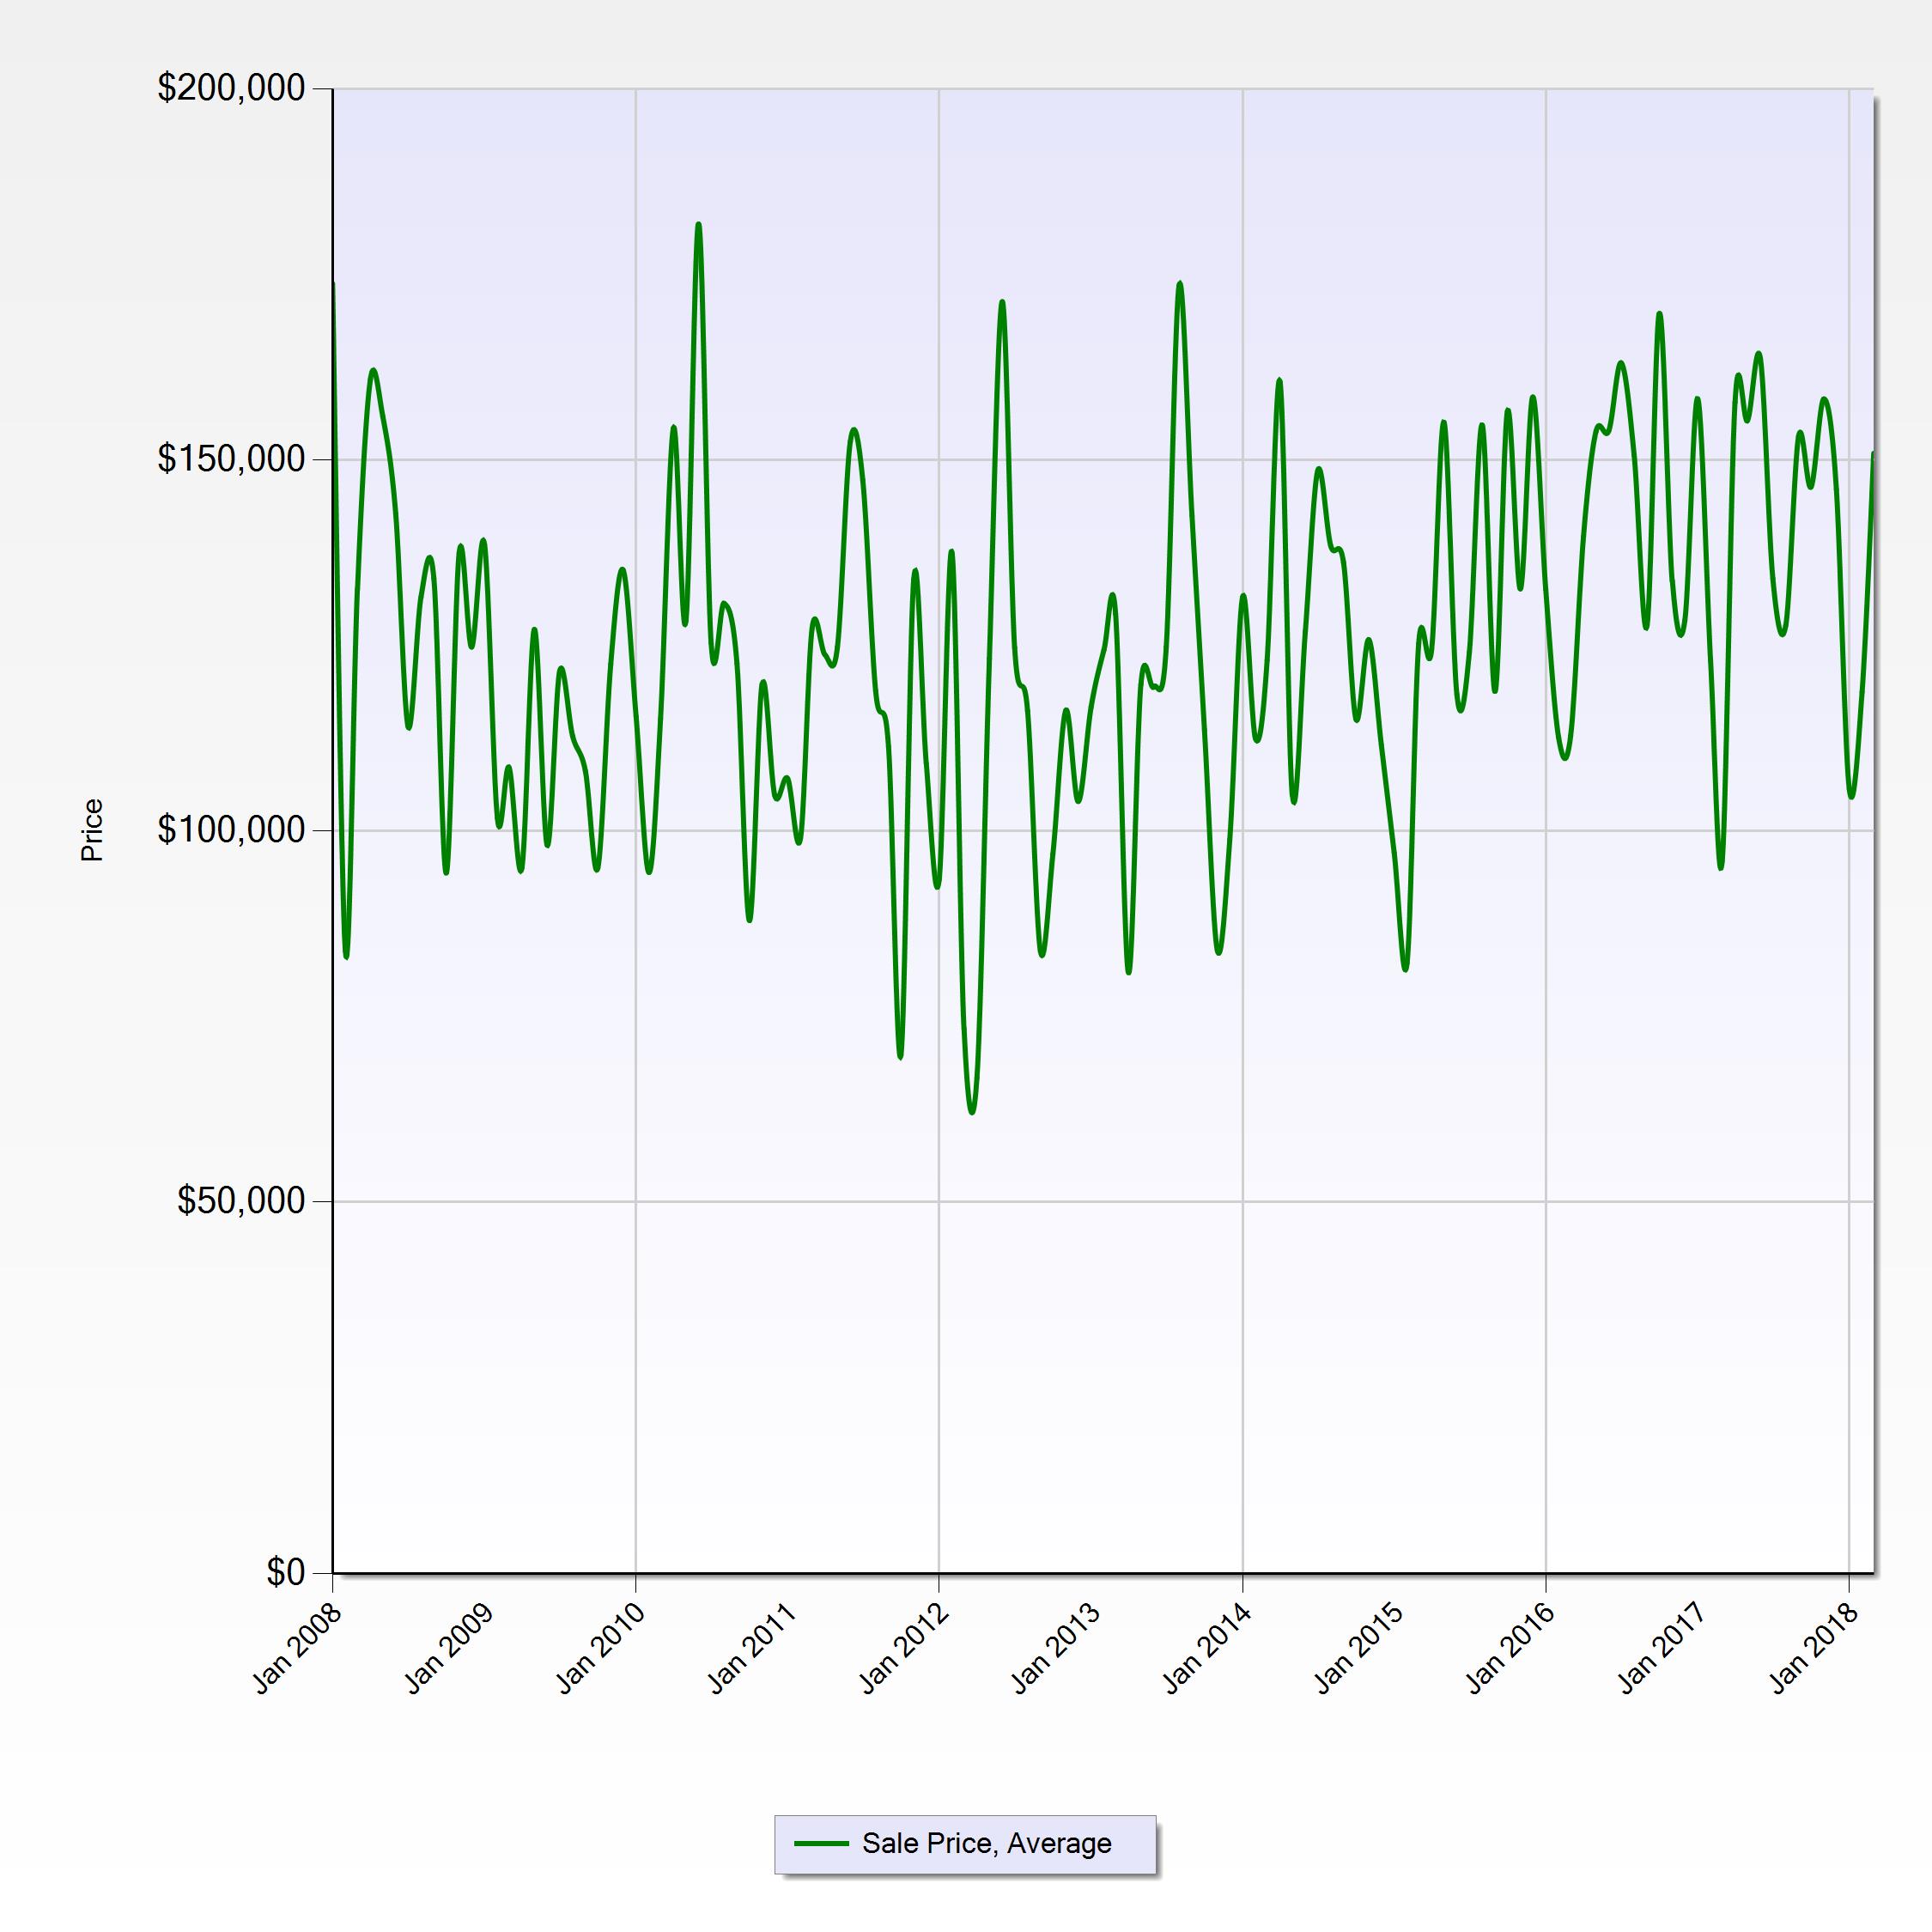 $200,000
$150,000
$100,000
$50,000
$0
Price
Jan 2008
Jan 2009
Jan 2010
Jan 2011
Jan 2012
Jan 2013
Jan 2014
Jan 2015
Jan 2016
Jan 2017
Jan 2018
Sale Price, Average